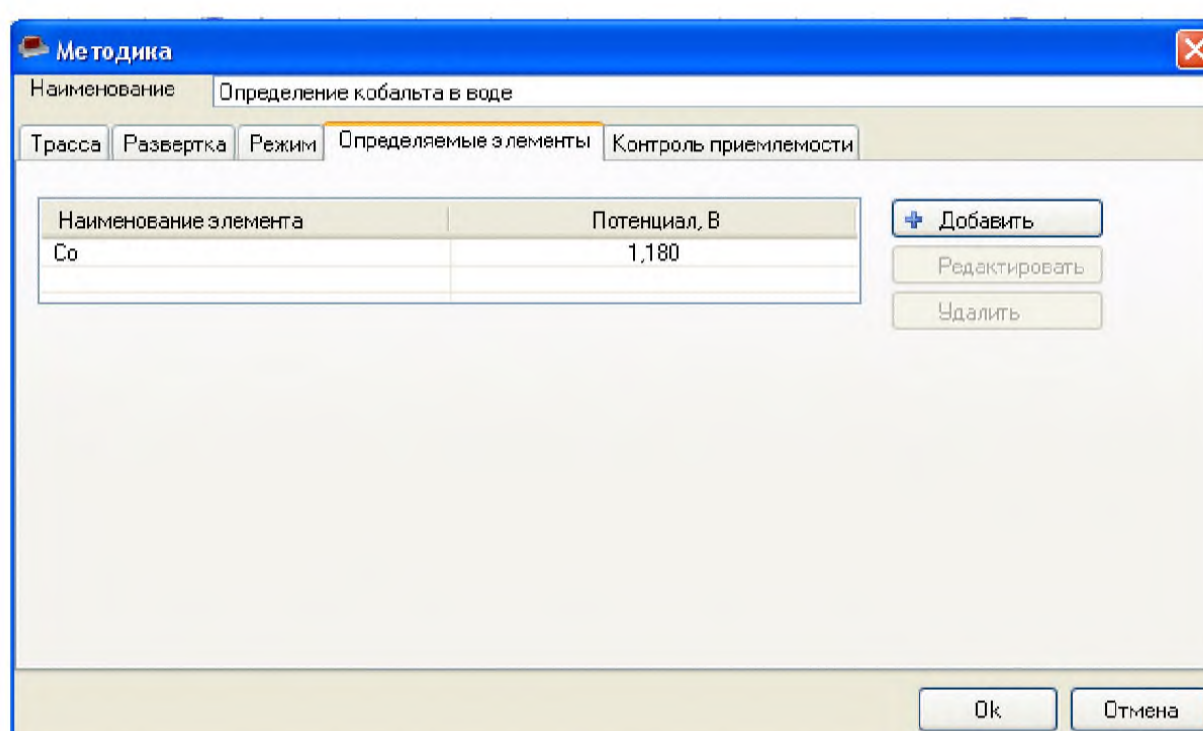 Методика
Наименование Определение кобальта в воде
Трасса Развертка Режим Определяемые элементы Контроль приемлемости
Наименование элемента Потенциал, В Добавить
Co 1,180 Редактировать
Удалить
Ok Отмена